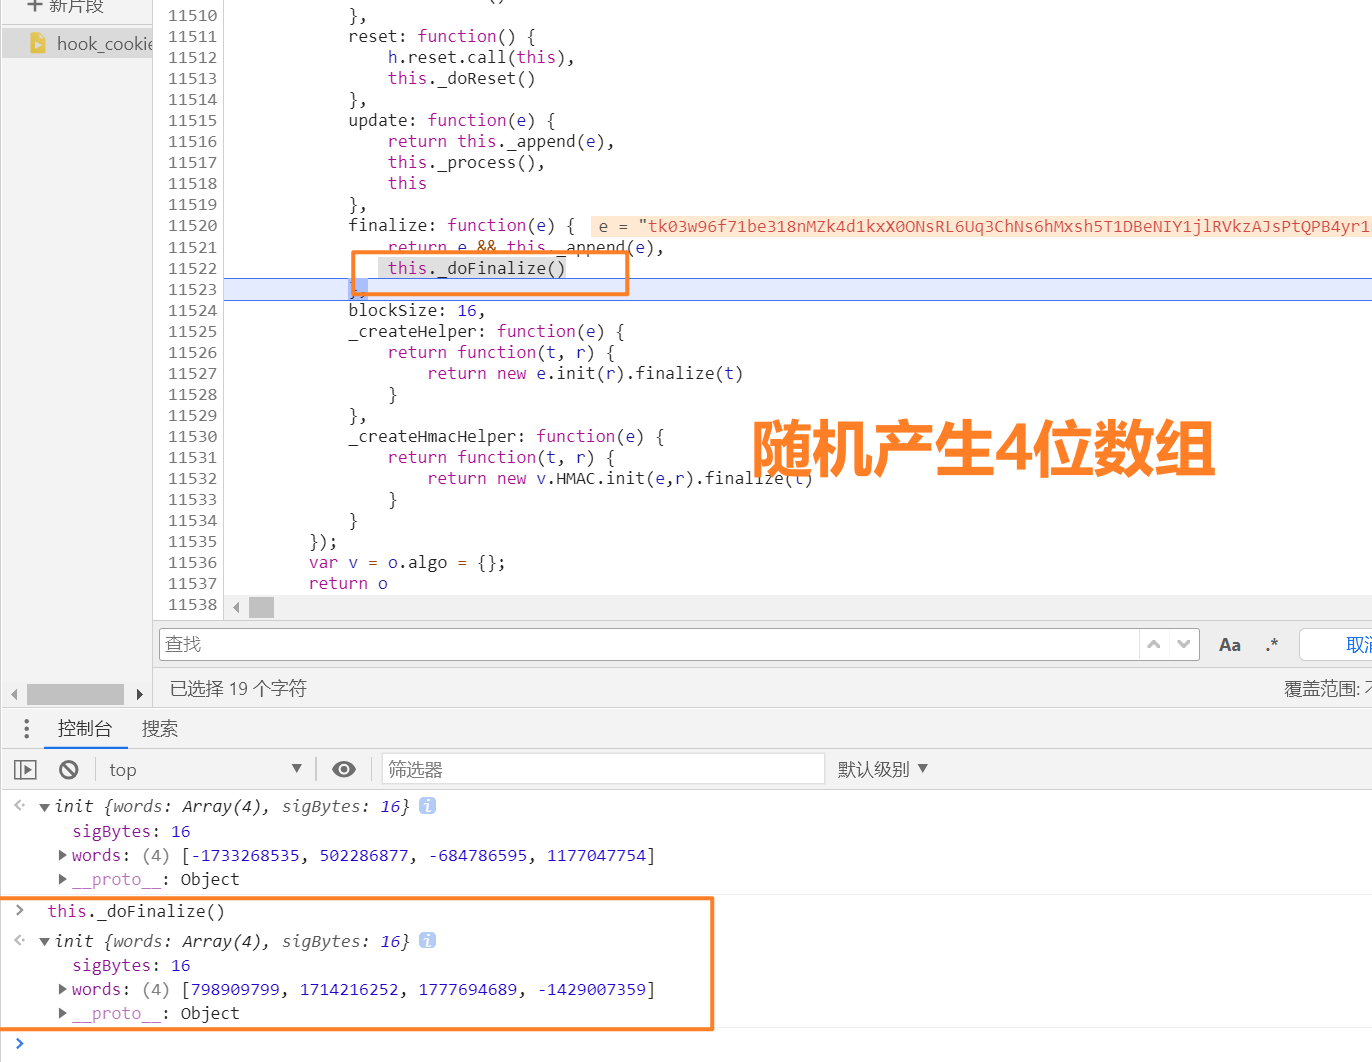 新片段
hook_cookie
11510 },
11511 reset: function() {
11512 h.reset.call(this),
11513 this._doReset()
11514 },
11515 update: function(e) {
11516 return this._append(e),
11517 this._process(),
11518 this
11519 },
11520 finalize: function(e) { e = "tk03w96f71be318nMZk4d1kxX0ONsRL6Uq3ChNs6hMxsh5T1DBeNIY1jlRVkzAJsPtQPB4yr1
11521 return e && this._append(e),
11522 this._doFinalize()
11523 },
11524 blockSize: 16,
11525 _createHelper: function(e) {
11526 return function(t, r) {
11527 return new e.init(r).finalize(t)
11528 }
11529 },
11530 _createHmacHelper: function(e) {
11531 return function(t, r) {
11532 return new v.HMAC.init(e,r).finalize(t)
11533 }
11534 }
11535 });
11536 var v = o.algo = {};
11537 return o
11538
随机产生4位数组
查找 Aa .* 取消
已选择 19 个字符 覆盖范围: 不
控制台 搜索
top 筛选器 默认级别
init {words: Array(4), sigBytes: 16}
sigBytes: 16
words: (4) [-1733268535, 502286877, -684786595, 1177047754]
__proto__: Object
this._doFinalize()
init {words: Array(4), sigBytes: 16}
sigBytes: 16
words: (4) [798909799, 1714216252, 1777694689, -1429007359]
__proto__: Object